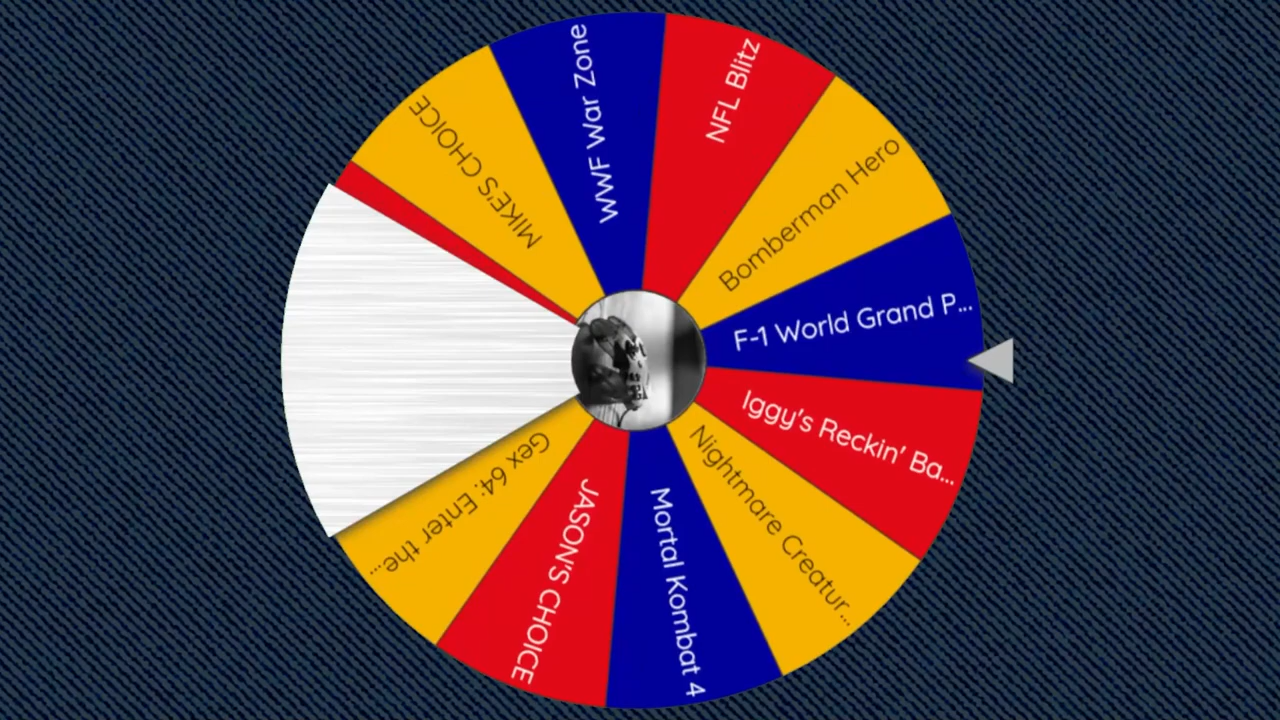 WWF War Zone
NFL Blitz
Bomberman Hero
F-1 World Grand P...
Iggy's Reckin' Ba...
Nightmare Creatur...
Mortal Kombat 4
JASON'S CHOICE
Gex 64: Enter the...
MIKE'S CHOICE